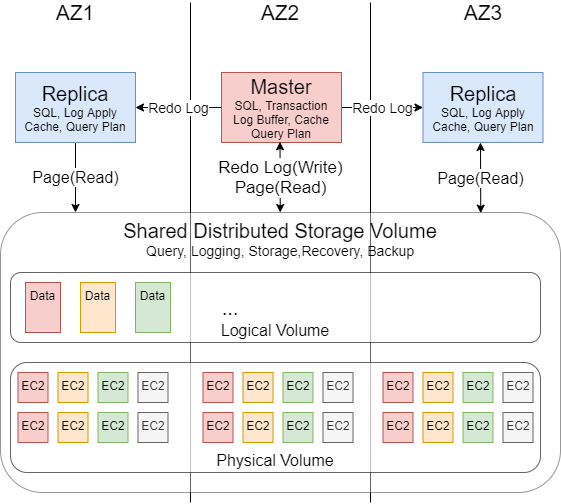 AZ1
AZ2
AZ3
Replica
SQL, Log Apply
Cache, Query Plan
Redo Log
Master
SQL, Transaction
Log Buffer, Cache
Query Plan
Redo Log
Replica
SQL, Log Apply
Cache, Query Plan
Page(Read)
Redo Log(Write)
Page(Read)
Page(Read)
Shared Distributed Storage Volume
Query, Logging, Storage,Recovery, Backup
Data
Data
Data
...
Logical Volume
EC2 EC2 EC2 EC2 EC2 EC2 EC2 EC2 EC2 EC2 EC2 EC2
EC2 EC2 EC2 EC2 EC2 EC2 EC2 EC2 EC2 EC2 EC2 EC2
Physical Volume